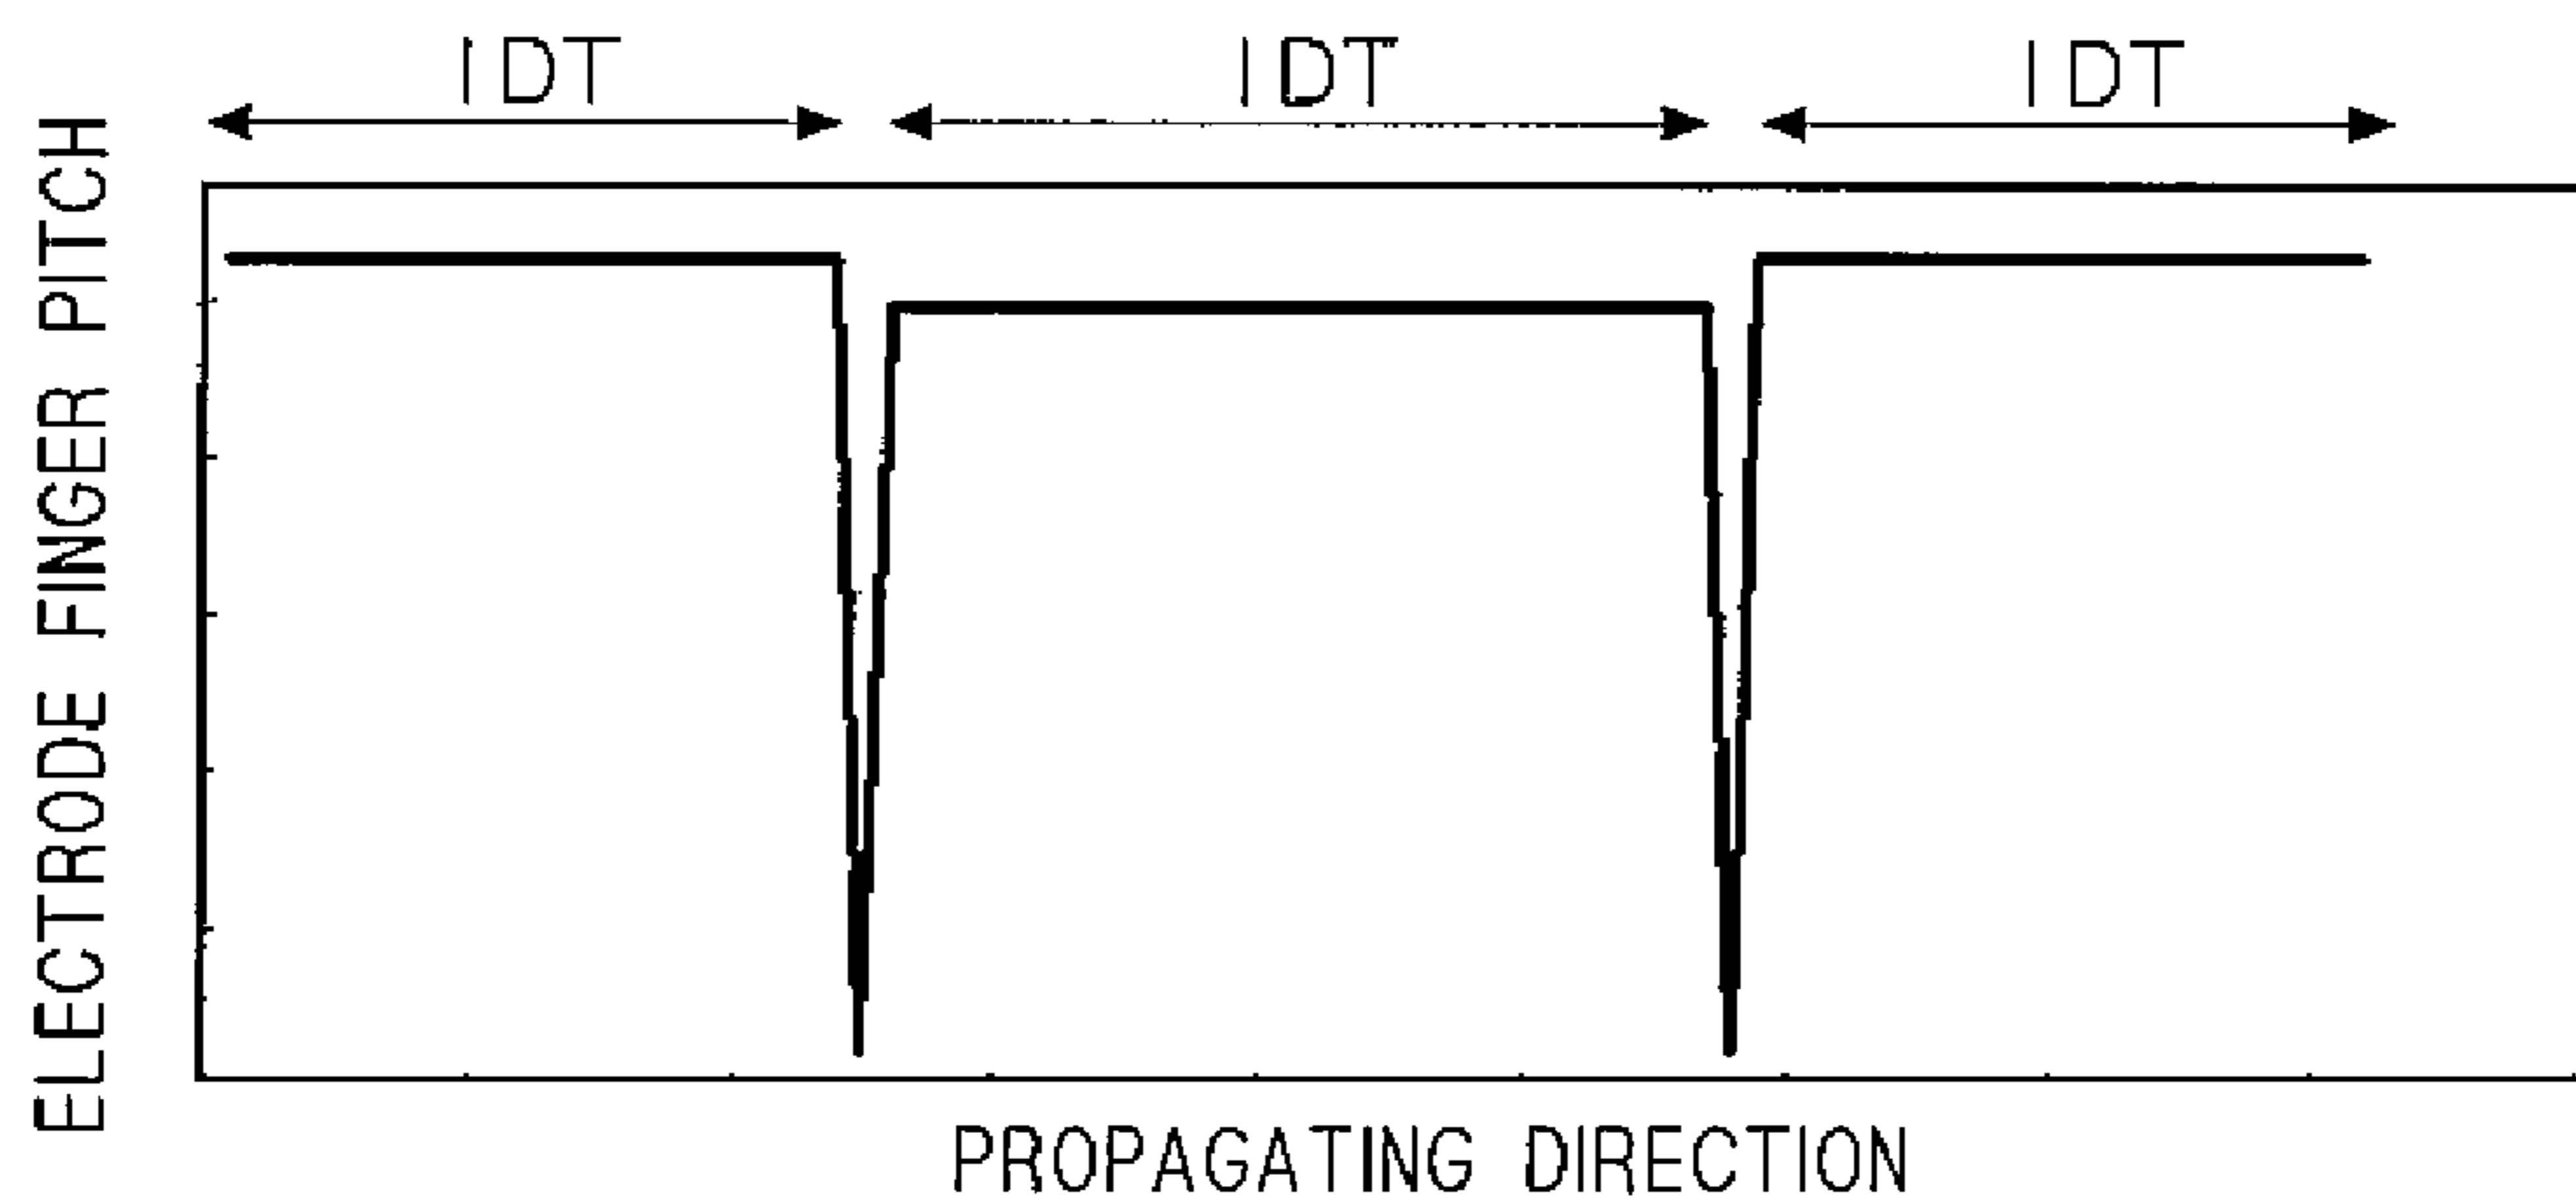 IDT IDT IDT
ELECTRODE FINGER PITCH
PROPAGATING DIRECTION